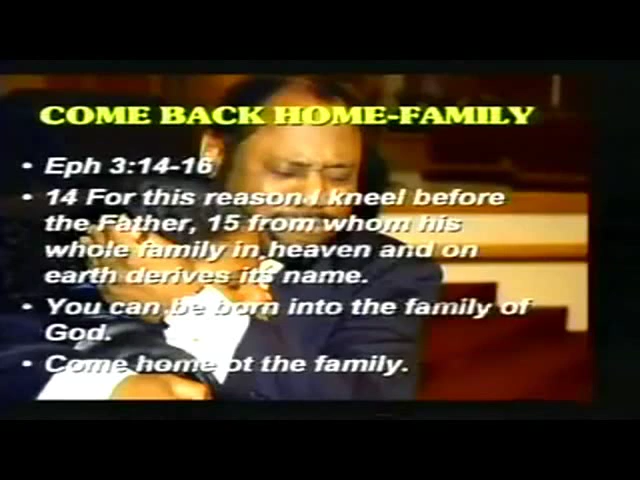 COME BACK HOME-FAMILY
• Eph 3:14-16
• 14 For this reason I kneel before
the Father, 15 from whom his
whole family in heaven and on
earth derives its name.
• You can be born into the family of
God.
• Come home ot the family.